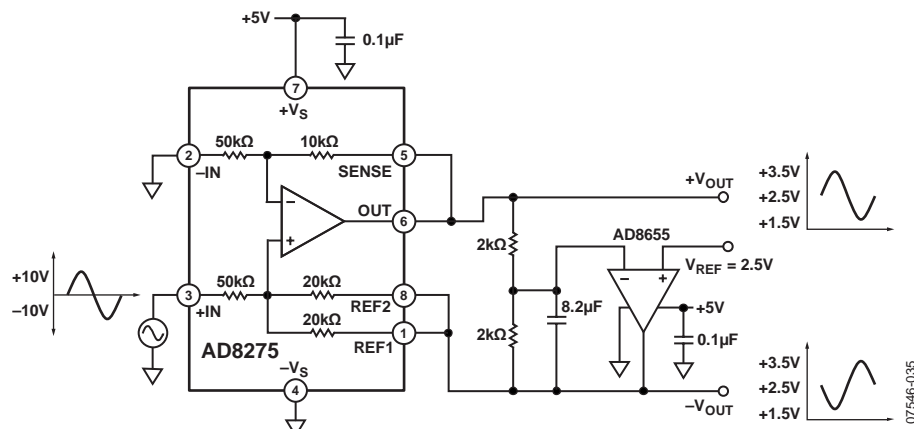 +5V
0.1µF
7
+VS
50kΩ
10kΩ
2
–IN
5
SENSE
–
+
OUT
6
+VOUT
+3.5V
+2.5V
+1.5V
2kΩ
AD8655
–
+
VREF = 2.5V
+10V
–10V
3
+IN
50kΩ
20kΩ
REF2
8
20kΩ
REF1
1
2kΩ
8.2µF
+5V
0.1µF
AD8275
–VS
4
–VOUT
+3.5V
+2.5V
+1.5V
07546-035